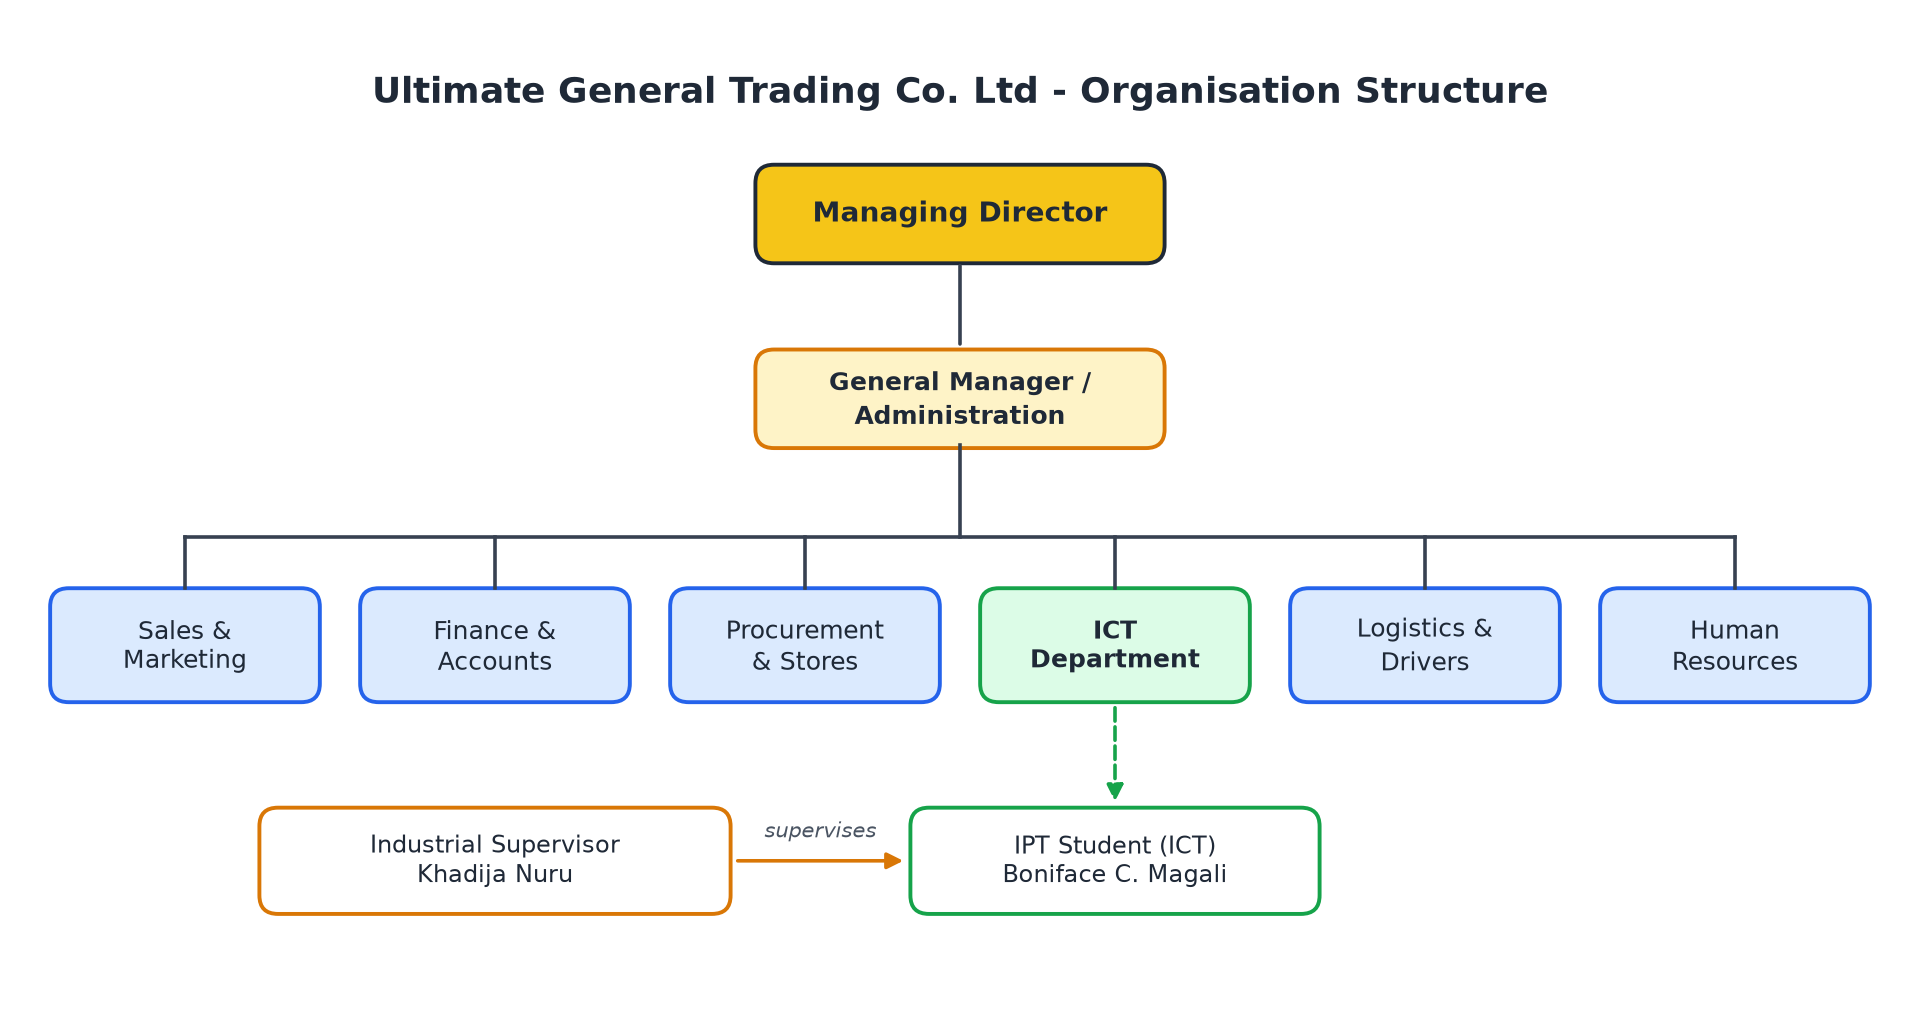 Ultimate General Trading Co. Ltd - Organisation Structure
Managing Director
General Manager /
Administration
Sales &
Marketing
Finance &
Accounts
Procurement
& Stores
ICT
Department
Logistics &
Drivers
Human
Resources
Industrial Supervisor
Khadija Nuru
supervises
IPT Student (ICT)
Boniface C. Magali